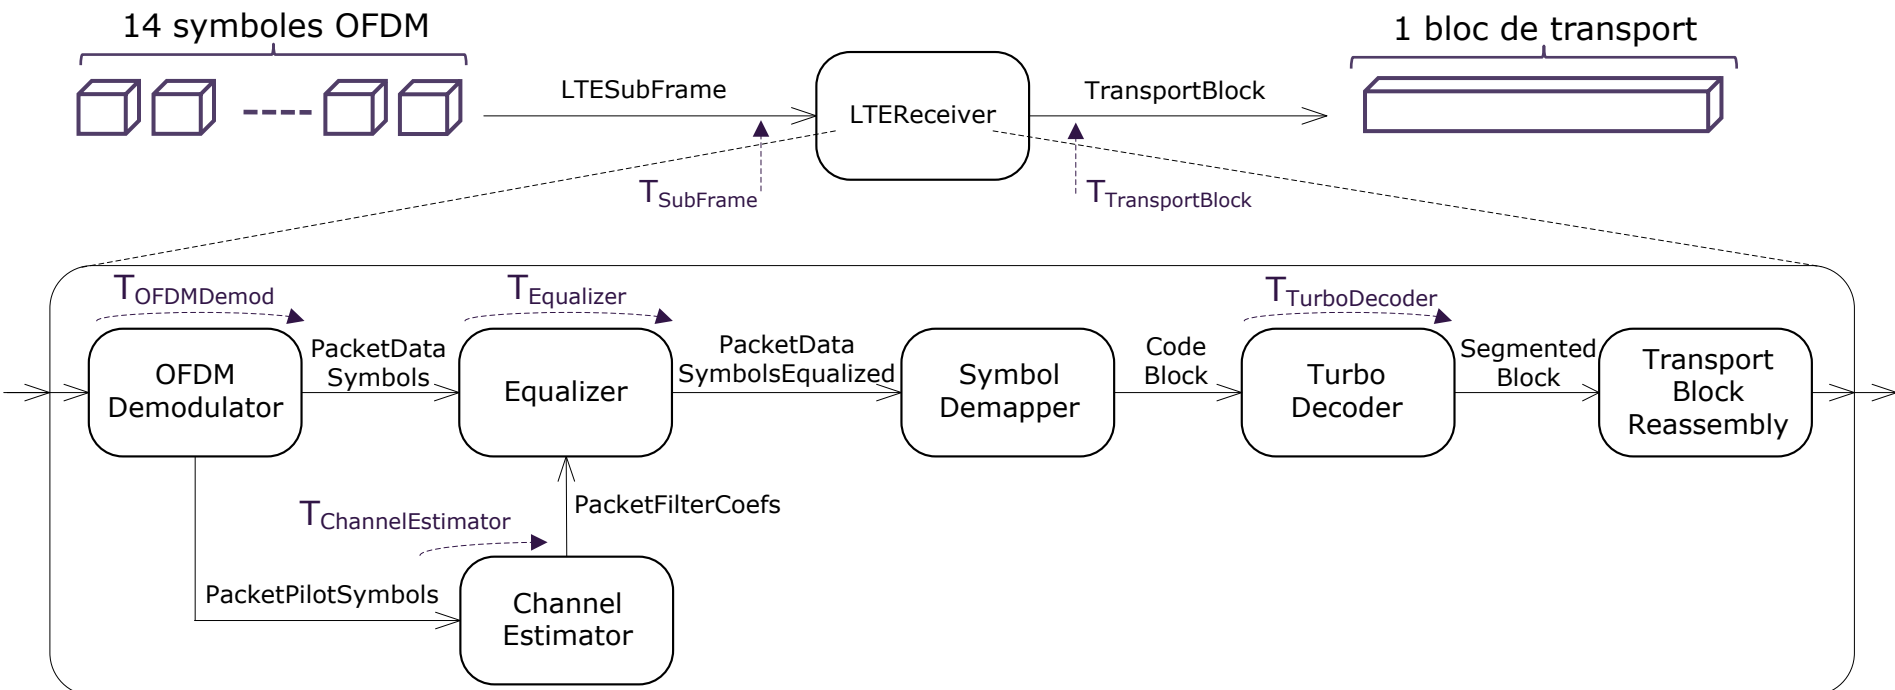 14 symboles OFDM
1 bloc de transport
LTESubFrame
LTEReceiver
TransportBlock
TSubFrame
TTransportBlock
TOFDMDemod
TEqualizer
TTurboDecoder
OFDM
Demodulator
PacketData
Symbols
Equalizer
PacketData
SymbolsEqualized
Symbol
Demapper
Code
Block
Turbo
Decoder
Segmented
Block
Transport
Block
Reassembly
TChannelEstimator
PacketFilterCoefs
PacketPilotSymbols
Channel
Estimator